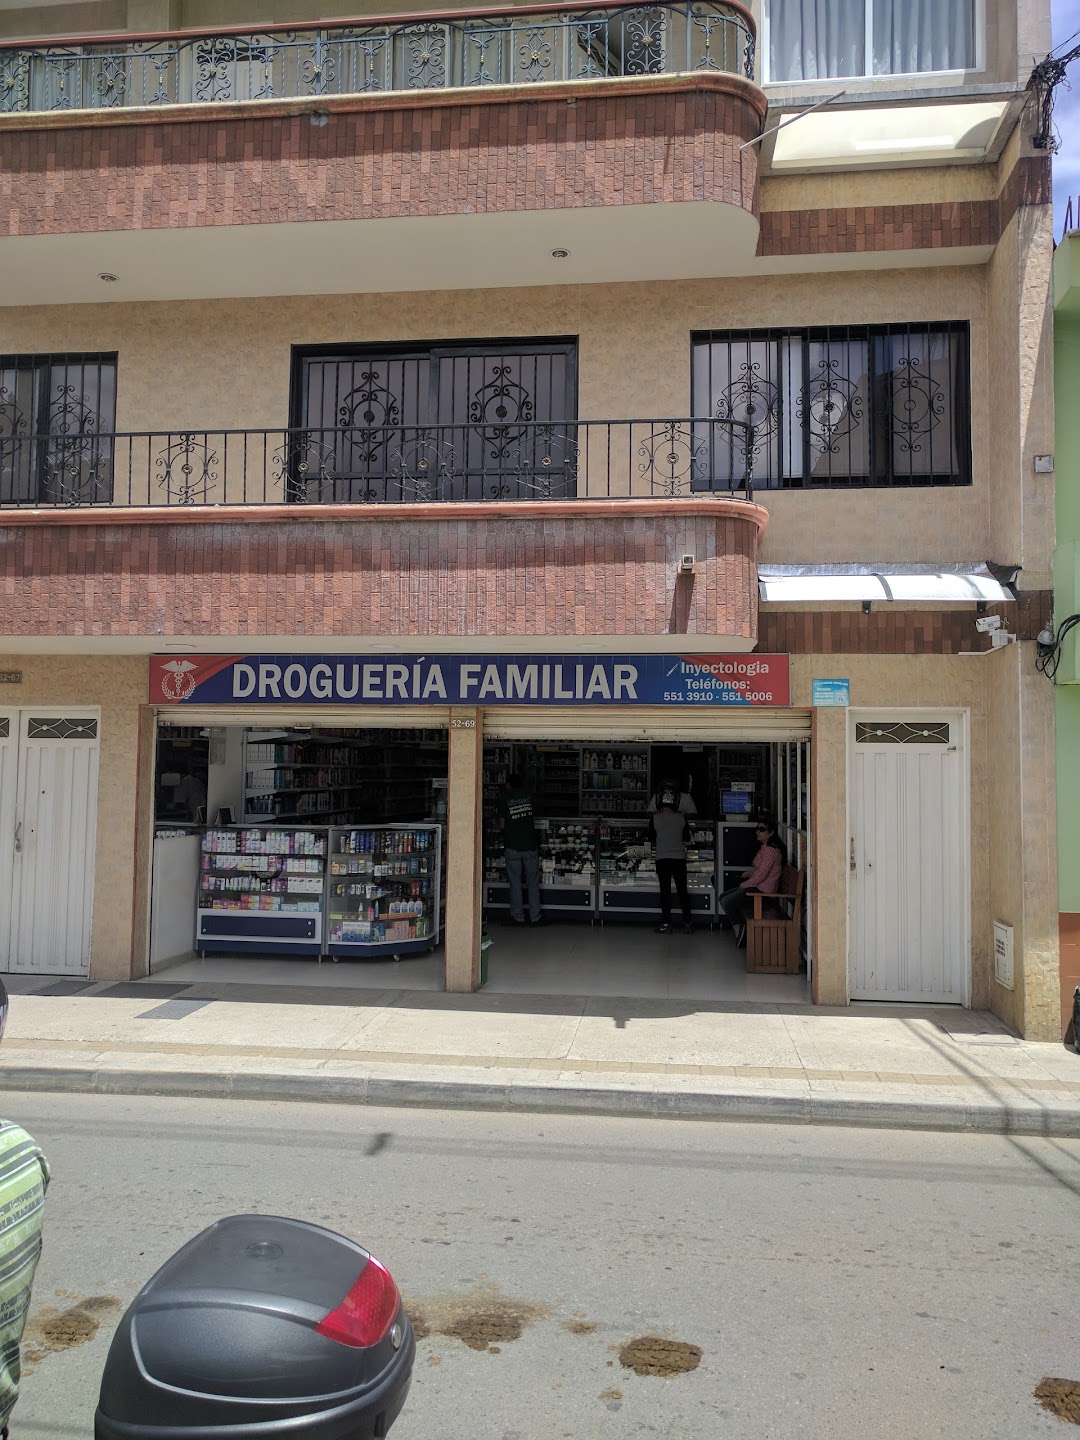 DROGUERÍA FAMILIAR
Inyectologia
Teléfonos:
551 3910 - 551 5006
52-67
52-69